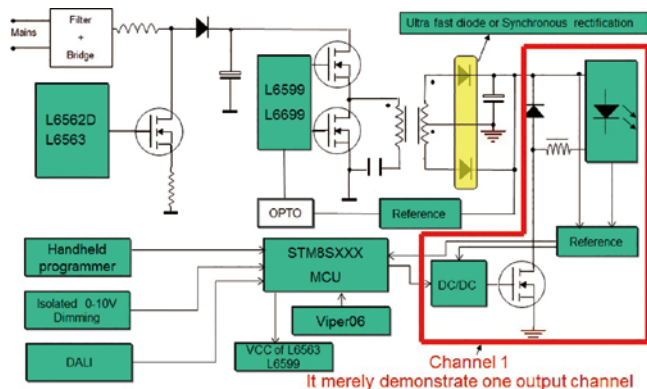 Mains
Filter
+
Bridge
Ultra fast diode or Synchronous rectification
L6562D
L6563
L6599
L6699
OPTO
Reference
Reference
Handheld
programmer
STM8SXXX
MCU
DC/DC
Isolated 0-10V
Dimming
Viper06
DALI
VCC of L6563
L6599
Channel 1
It merely demonstrate one output channel